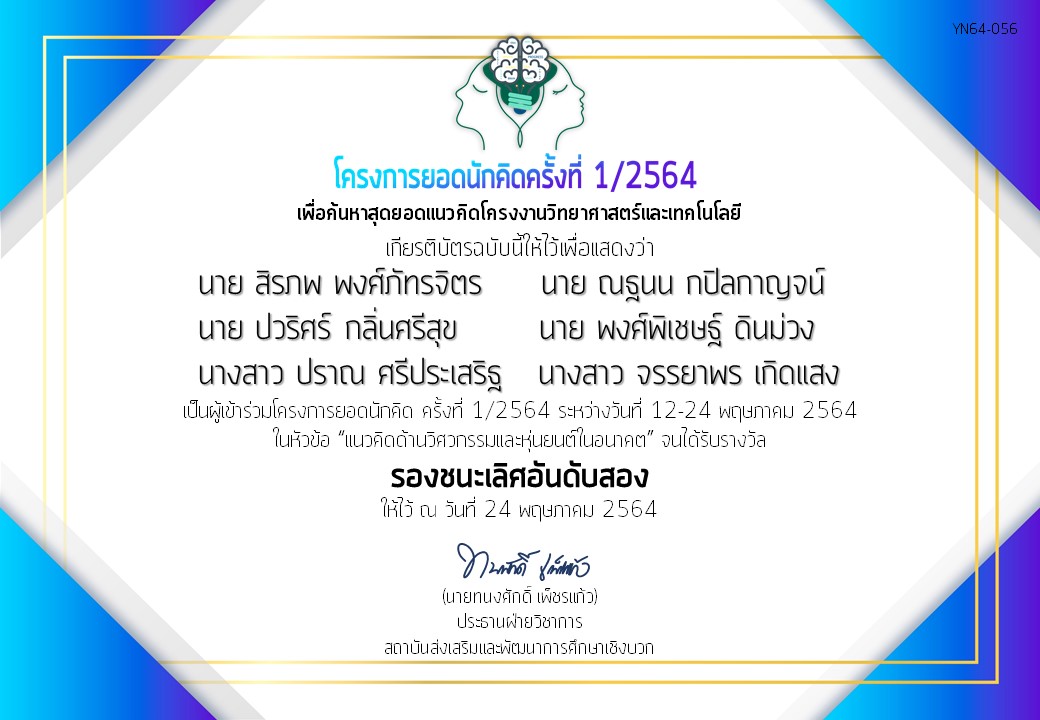 YN64-056
โครงการยอดนักคิดครั้งที่ 1/2564
เพื่อค้นหาสุดยอดแนวคิดโครงงานวิทยาศาสตร์และเทคโนโลยี
เกียรติบัตรฉบับนี้ให้ไว้เพื่อแสดงว่า
นาย สิรภพ พงศ์ภัทรจิตร นาย ณฐนน กปิลกาญจน์
นาย ปวริศร์ กลิ่นศรีสุข นาย พงศ์พิเชษฐ์ ดินม่วง
นางสาว ปราณ ศรีประเสริฐ นางสาว จรรยาพร เกิดแสง
เป็นผู้เข้าร่วมโครงการยอดนักคิด ครั้งที่ 1/2564 ระหว่างวันที่ 12-24 พฤษภาคม 2564
ในหัวข้อ “แนวคิดด้านวิศวกรรมและหุ่นยนต์ในอนาคต” จนได้รับรางวัล
รองชนะเลิศอันดับสอง
ให้ไว้ ณ วันที่ 24 พฤษภาคม 2564
(นายทนงศักดิ์ เพ็ชรแก้ว)
ประธานฝ่ายวิชาการ
สถาบันส่งเสริมและพัฒนาการศึกษาเชิงบวก